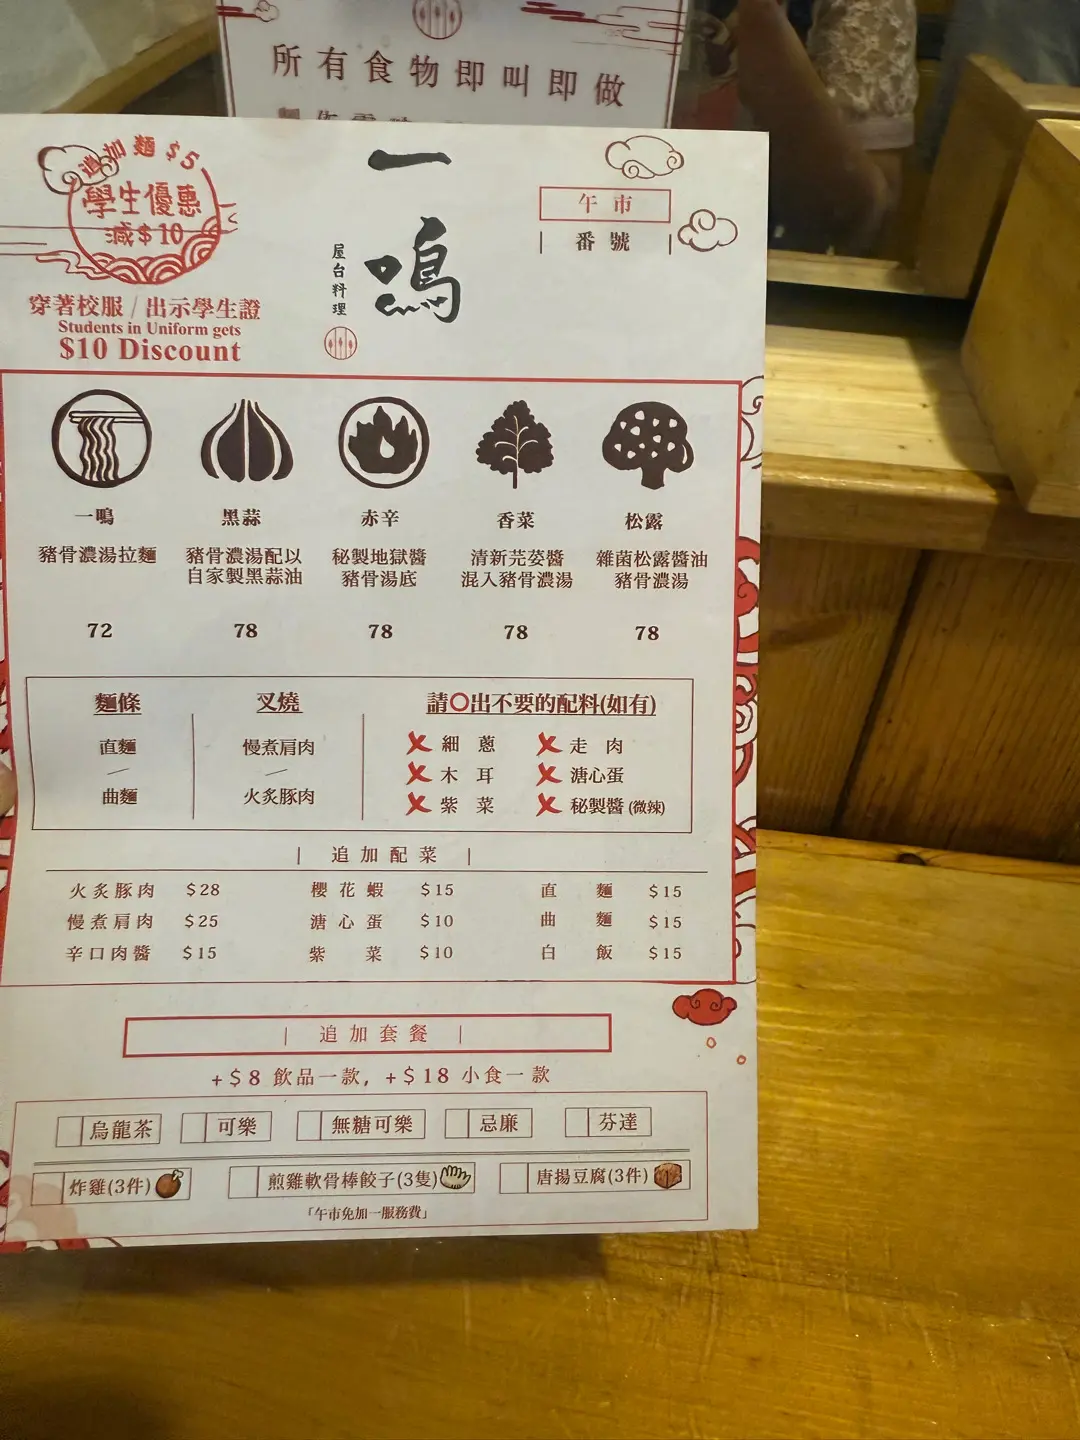 所有食物即叫即做
追加麵 $5
學生優惠
減$10
穿著校服 / 出示學生證
Students in Uniform gets
$10 Discount
一鳴
屋台料理
午市
番號
一鳴
豬骨濃湯拉麵
72
黑蒜
豬骨濃湯配以
自家製黑蒜油
78
赤辛
秘製地獄醬
豬骨湯底
78
香菜
清新芫荽醬
混入豬骨濃湯
78
松露
雜菌松露醬油
豬骨濃湯
78
麵條
直麵
曲麵
叉燒
慢煮肩肉
火炙豚肉
請○出不要的配料(如有)
細蔥 走肉
木耳 溏心蛋
紫菜 秘製醬(微辣)
追加配菜
火炙豚肉 $28 櫻花蝦 $15 直麵 $15
慢煮肩肉 $25 溏心蛋 $10 曲麵 $15
辛口肉醬 $15 紫菜 $10 白飯 $15
追加套餐
+$8 飲品一款, +$18 小食一款
烏龍茶 可樂 無糖可樂 忌廉 芬達
炸雞(3件) 煎雞軟骨棒餃子(3隻) 唐揚豆腐(3件)
「午市免加一服務費」